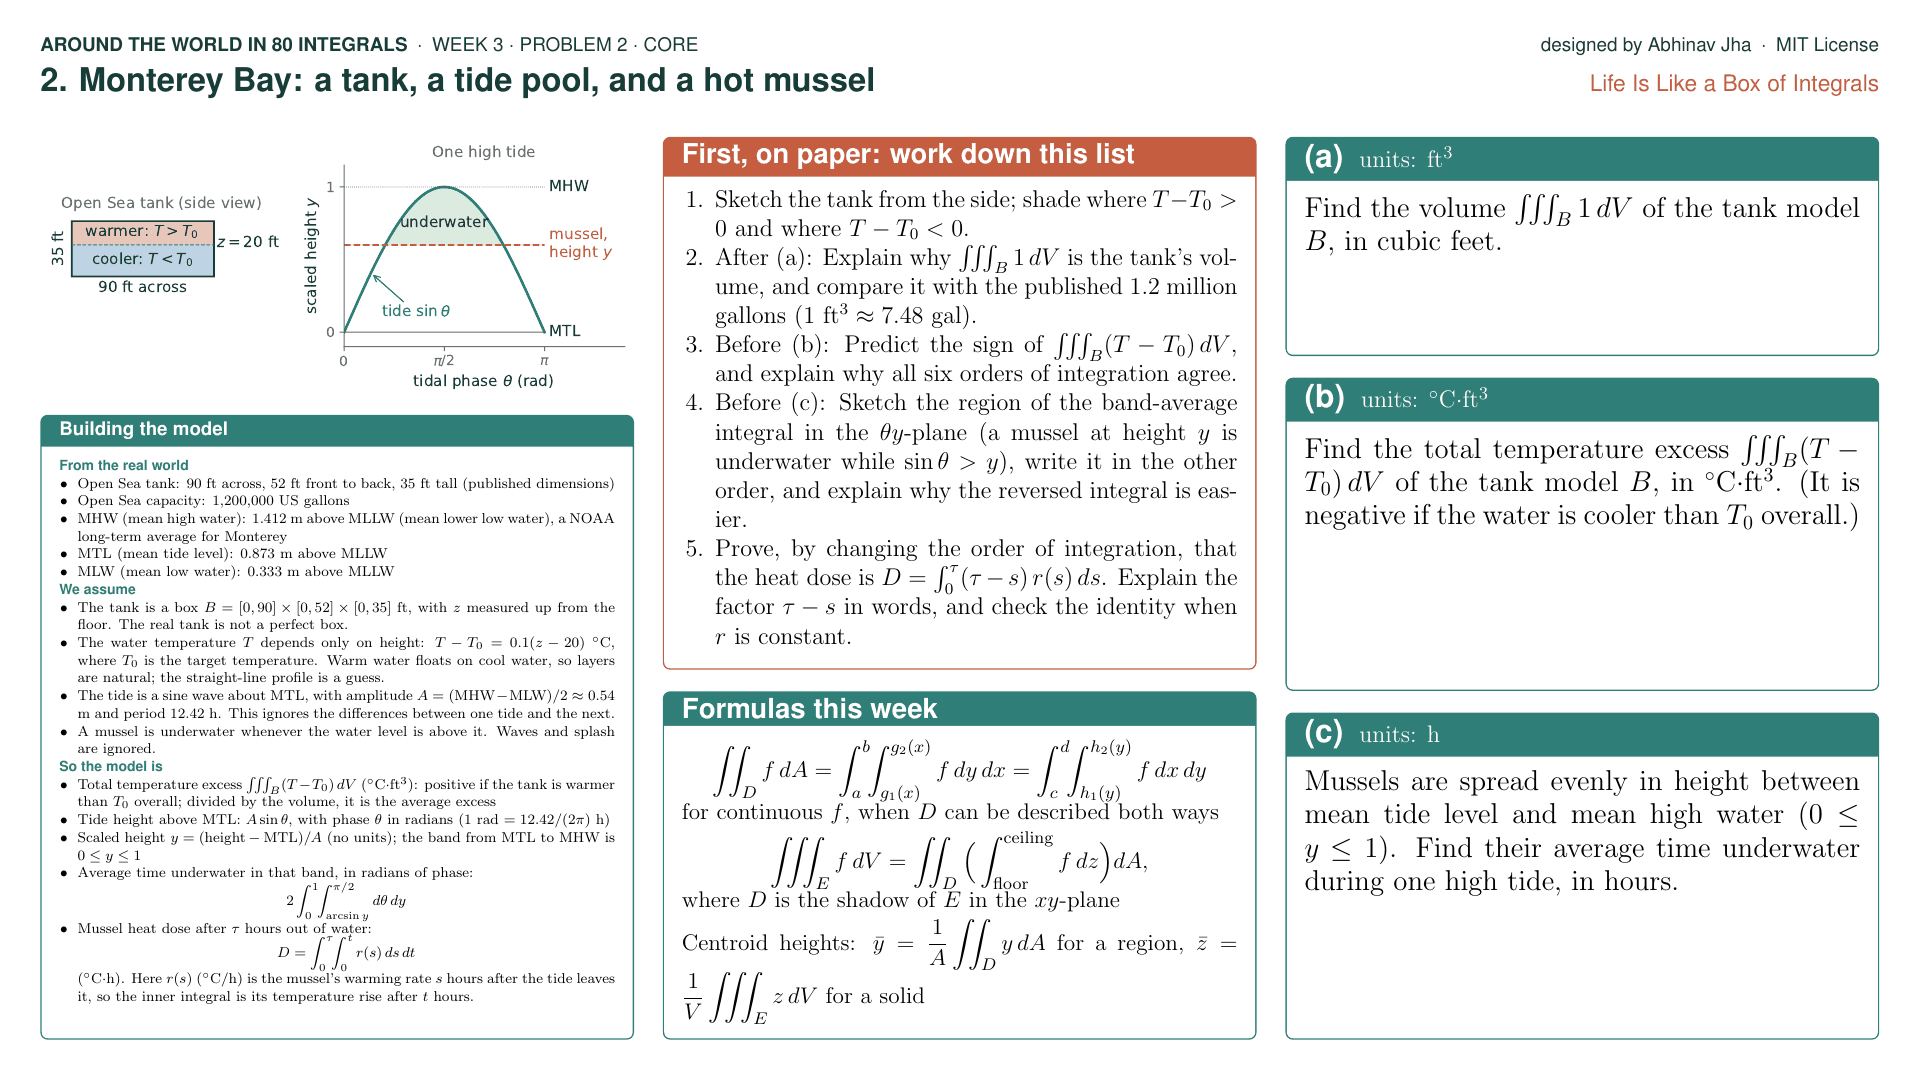 AROUND THE WORLD IN 80 INTEGRALS · WEEK 3 · PROBLEM 2 · CORE
designed by Abhinav Jha · MIT License
2. Monterey Bay: a tank, a tide pool, and a hot mussel
Life Is Like a Box of Integrals
Open Sea tank (side view)
warmer: T > T₀
cooler: T < T₀
35 ft
z = 20 ft
90 ft across
One high tide
scaled height y
1
0
MHW
underwater
mussel,
height y
tide sin θ
MTL
0
π/2
π
tidal phase θ (rad)
Building the model
From the real world
• Open Sea tank: 90 ft across, 52 ft front to back, 35 ft tall (published dimensions)
• Open Sea capacity: 1,200,000 US gallons
• MHW (mean high water): 1.412 m above MLLW (mean lower low water), a NOAA
long-term average for Monterey
• MTL (mean tide level): 0.873 m above MLLW
• MLW (mean low water): 0.333 m above MLLW
We assume
• The tank is a box B = [0, 90] × [0, 52] × [0, 35] ft, with z measured up from the
floor. The real tank is not a perfect box.
• The water temperature T depends only on height: T − T₀ = 0.1(z − 20) °C,
where T₀ is the target temperature. Warm water floats on cool water, so layers
are natural; the straight-line profile is a guess.
• The tide is a sine wave about MTL, with amplitude A = (MHW−MLW)/2 ≈ 0.54
m and period 12.42 h. This ignores the differences between one tide and the next.
• A mussel is underwater whenever the water level is above it. Waves and splash
are ignored.
So the model is
• Total temperature excess ∭_B (T−T₀) dV (°C·ft³): positive if the tank is warmer
than T₀ overall; divided by the volume, it is the average excess
• Tide height above MTL: A sin θ, with phase θ in radians (1 rad = 12.42/(2π) h)
• Scaled height y = (height − MTL)/A (no units); the band from MTL to MHW is
0 ≤ y ≤ 1
• Average time underwater in that band, in radians of phase:
2 ∫_0^1 ∫_{arcsin y}^{π/2} dθ dy
• Mussel heat dose after τ hours out of water:
D = ∫_0^τ ∫_0^t r(s) ds dt
(°C·h). Here r(s) (°C/h) is the mussel's warming rate s hours after the tide leaves
it, so the inner integral is its temperature rise after t hours.
First, on paper: work down this list
1. Sketch the tank from the side; shade where T−T₀ >
0 and where T − T₀ < 0.
2. After (a): Explain why ∭_B 1 dV is the tank's vol-
ume, and compare it with the published 1.2 million
gallons (1 ft³ ≈ 7.48 gal).
3. Before (b): Predict the sign of ∭_B (T − T₀) dV,
and explain why all six orders of integration agree.
4. Before (c): Sketch the region of the band-average
integral in the θy-plane (a mussel at height y is
underwater while sin θ > y), write it in the other
order, and explain why the reversed integral is eas-
ier.
5. Prove, by changing the order of integration, that
the heat dose is D = ∫_0^τ (τ − s) r(s) ds. Explain the
factor τ − s in words, and check the identity when
r is constant.
Formulas this week
∬_D f dA = ∫_a^b ∫_{g₁(x)}^{g₂(x)} f dy dx = ∫_c^d ∫_{h₁(y)}^{h₂(y)} f dx dy
for continuous f, when D can be described both ways
∭_E f dV = ∬_D ( ∫_floor^ceiling f dz ) dA,
where D is the shadow of E in the xy-plane
Centroid heights: ȳ = 1/A ∬_D y dA for a region, z̄ =
1/V ∭_E z dV for a solid
(a) units: ft³
Find the volume ∭_B 1 dV of the tank model
B, in cubic feet.
(b) units: °C·ft³
Find the total temperature excess ∭_B (T −
T₀) dV of the tank model B, in °C·ft³. (It is
negative if the water is cooler than T₀ overall.)
(c) units: h
Mussels are spread evenly in height between
mean tide level and mean high water (0 ≤
y ≤ 1). Find their average time underwater
during one high tide, in hours.